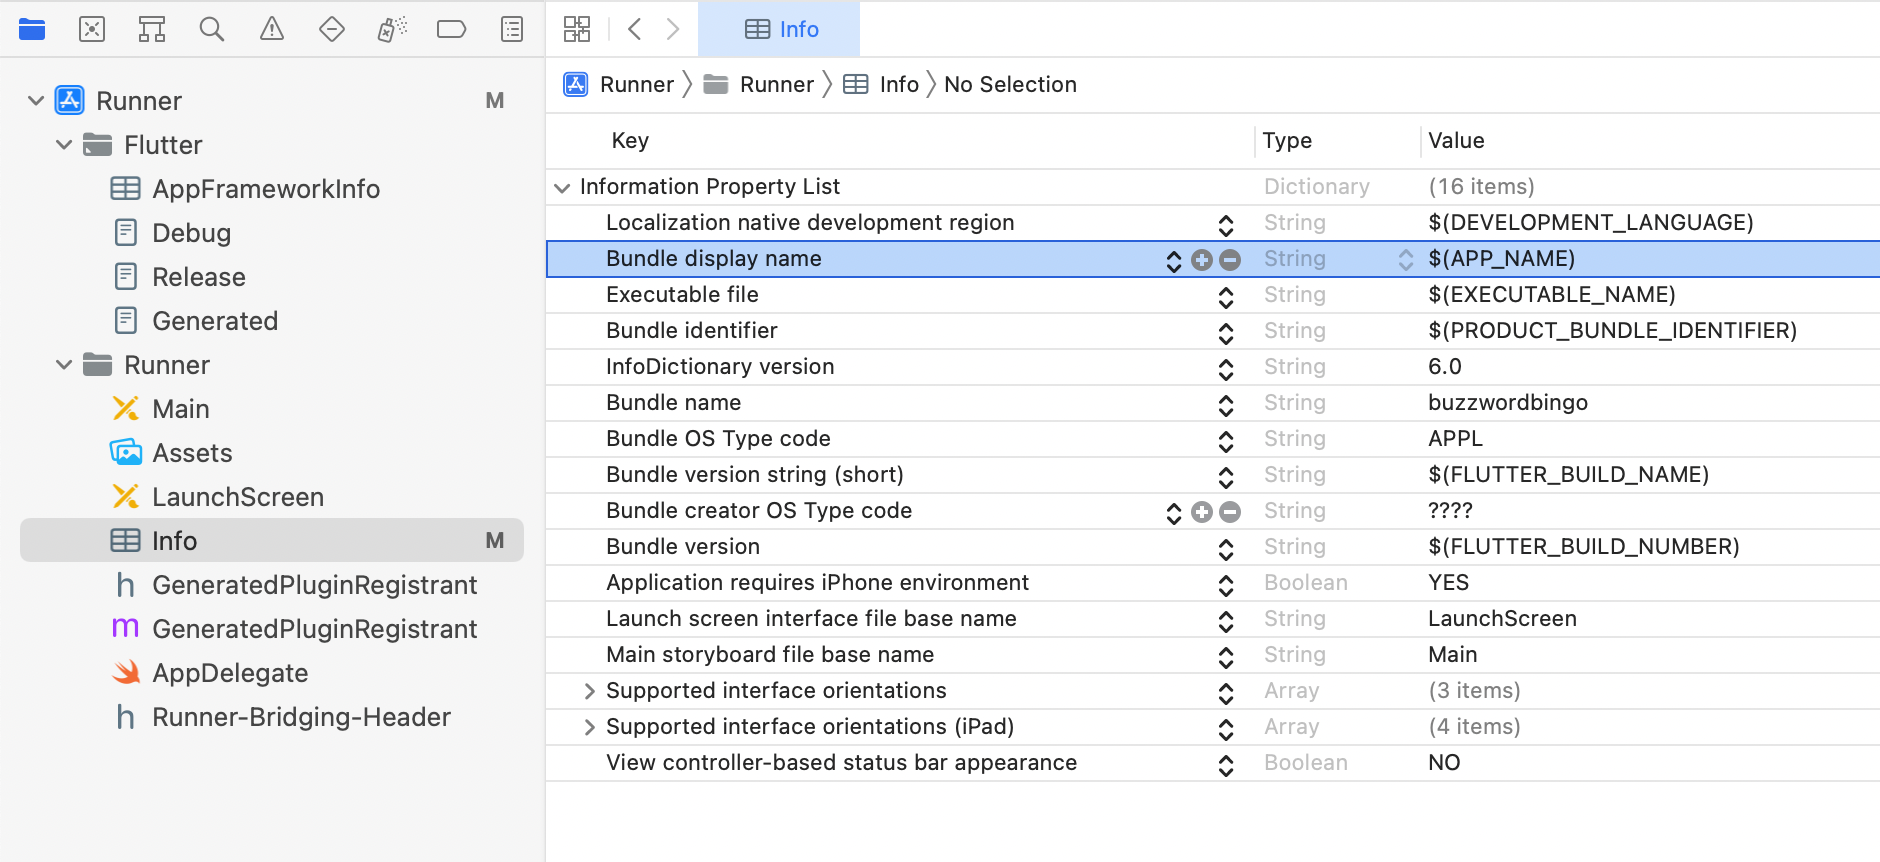 Info
Runner M
Flutter
AppFrameworkInfo
Debug
Release
Generated
Runner
Main
Assets
LaunchScreen
Info M
h GeneratedPluginRegistrant
m GeneratedPluginRegistrant
AppDelegate
h Runner-Bridging-Header
Runner Runner Info No Selection
Key Type Value
Information Property List Dictionary (16 items)
Localization native development region String $(DEVELOPMENT_LANGUAGE)
Bundle display name String $(APP_NAME)
Executable file String $(EXECUTABLE_NAME)
Bundle identifier String $(PRODUCT_BUNDLE_IDENTIFIER)
InfoDictionary version String 6.0
Bundle name String buzzwordbingo
Bundle OS Type code String APPL
Bundle version string (short) String $(FLUTTER_BUILD_NAME)
Bundle creator OS Type code String ????
Bundle version String $(FLUTTER_BUILD_NUMBER)
Application requires iPhone environment Boolean YES
Launch screen interface file base name String LaunchScreen
Main storyboard file base name String Main
Supported interface orientations Array (3 items)
Supported interface orientations (iPad) Array (4 items)
View controller-based status bar appearance Boolean NO